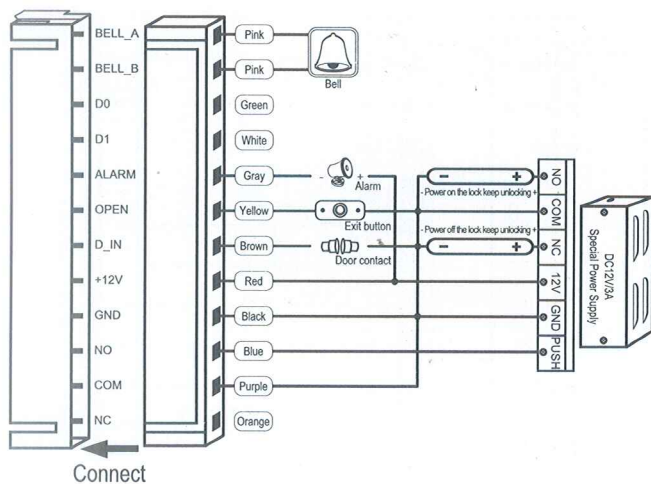 BELL_A
BELL_B
D0
D1
ALARM
OPEN
D_IN
+12V
GND
NO
COM
NC
Connect
Pink
Pink
Green
White
Gray
Yellow
Brown
Red
Black
Blue
Purple
Orange
Bell
- +
Alarm
Exit button
Door contact
- +
- Power on the lock keep unlocking +
- Power off the lock keep unlocking +
- +
NO
COM
NC
12V
GND
PUSH
DC12V/3A
Special Power Supply